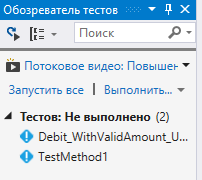 Обозреватель тестов
Поиск
Потоковое видео: Повышен
Запустить все | Выполнить...
Тестов: Не выполнено (2)
Debit_WithValidAmount_U...
TestMethod1